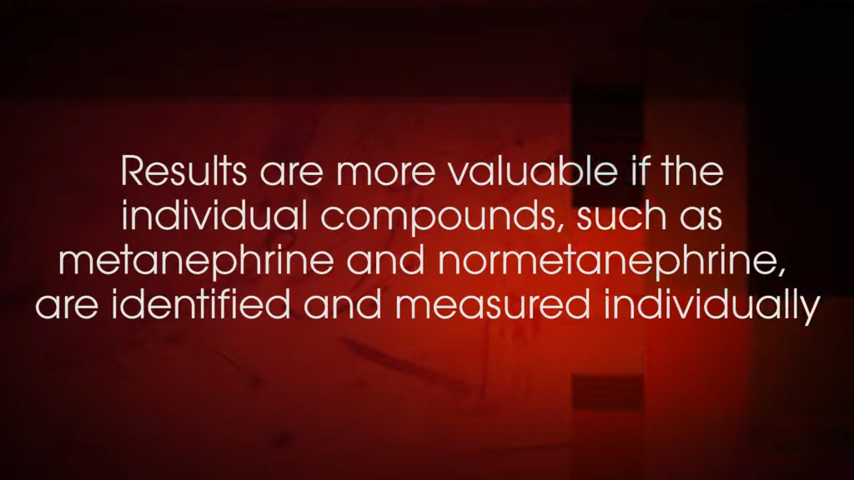 Results are more valuable if the
individual compounds, such as
metanephrine and normetanephrine,
are identified and measured individually